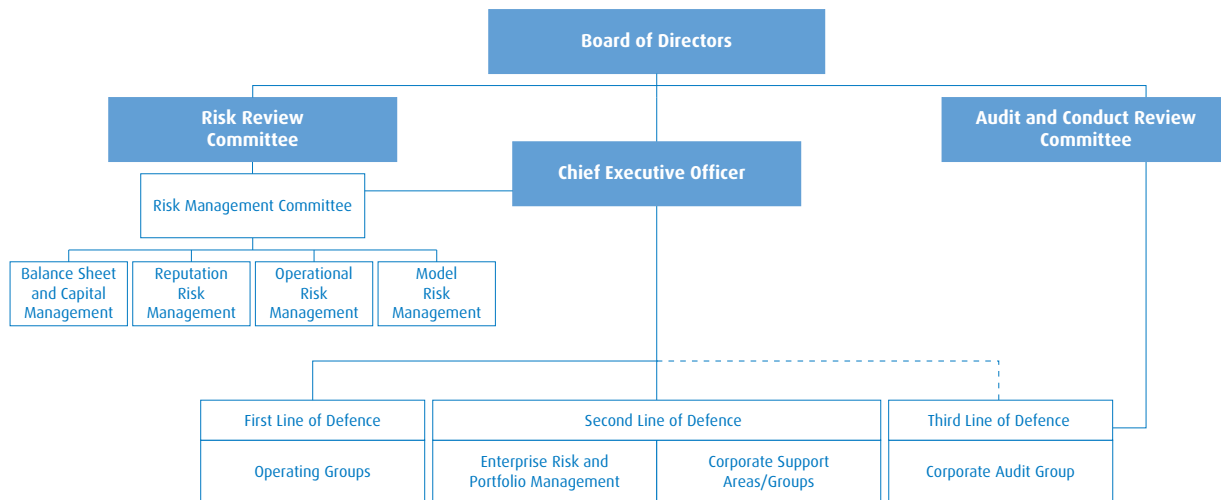 Board of Directors
Risk Review
Committee
Audit and Conduct Review
Committee
Chief Executive Officer
Risk Management Committee
Balance Sheet
and Capital
Management
Reputation
Risk
Management
Operational
Risk
Management
Model
Risk
Management
First Line of Defence
Second Line of Defence
Third Line of Defence
Operating Groups
Enterprise Risk and
Portfolio Management
Corporate Support
Areas/Groups
Corporate Audit Group